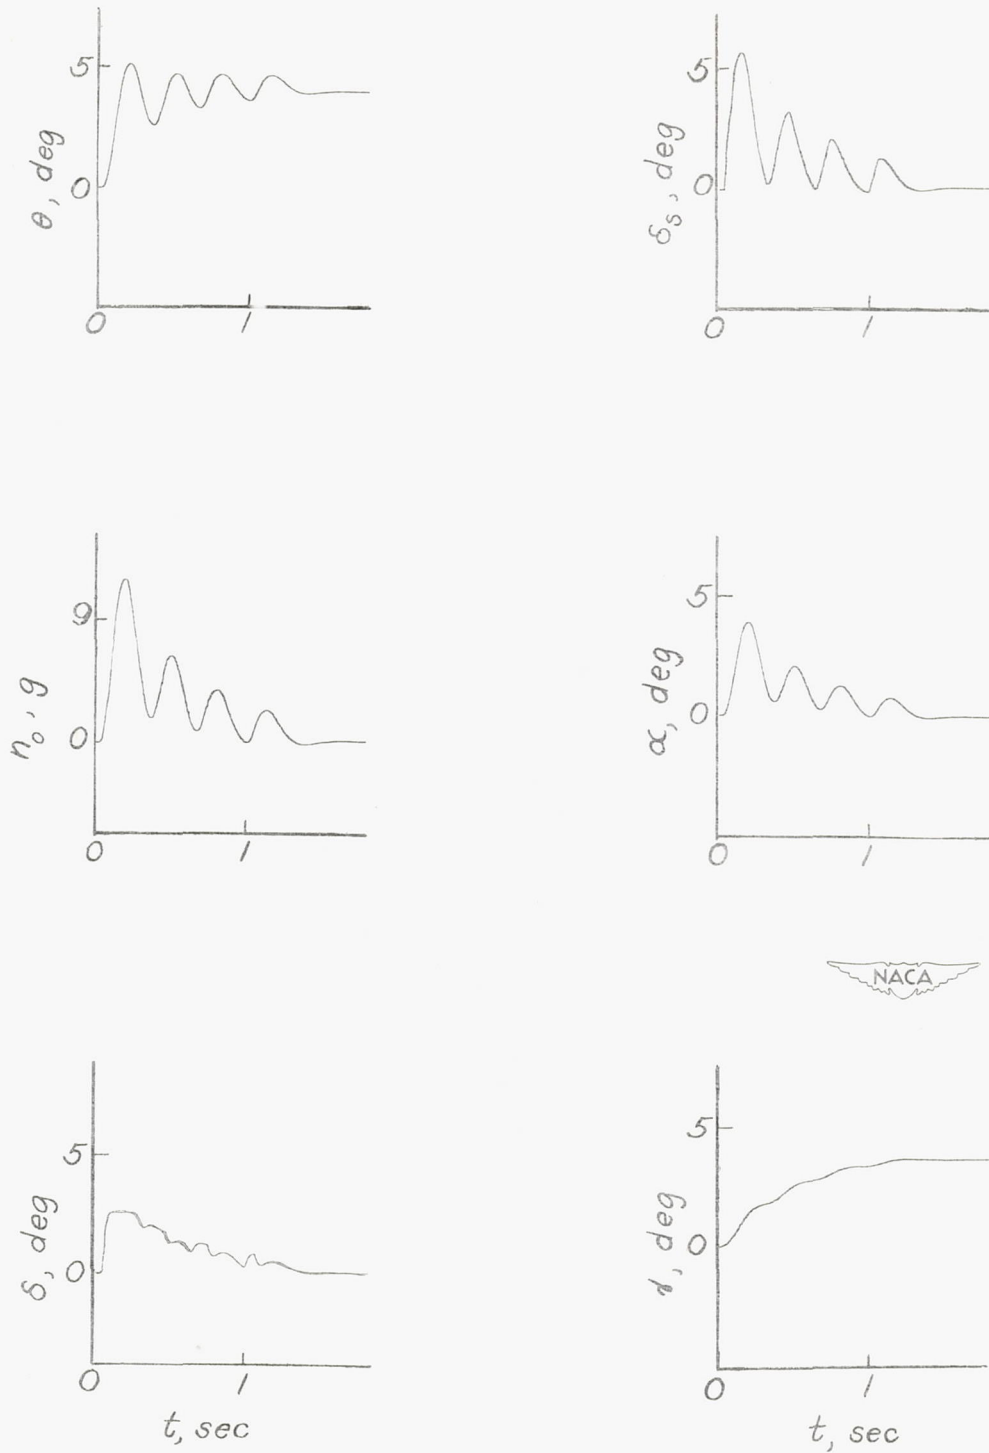 5
θ, deg
0
0 1
5
δₛ, deg
0
0 1
9
n₀, g
0
0 1
5
α, deg
0
0 1
NACA
5
δ, deg
0
0 1
t, sec
5
γ, deg
0
0 1
t, sec